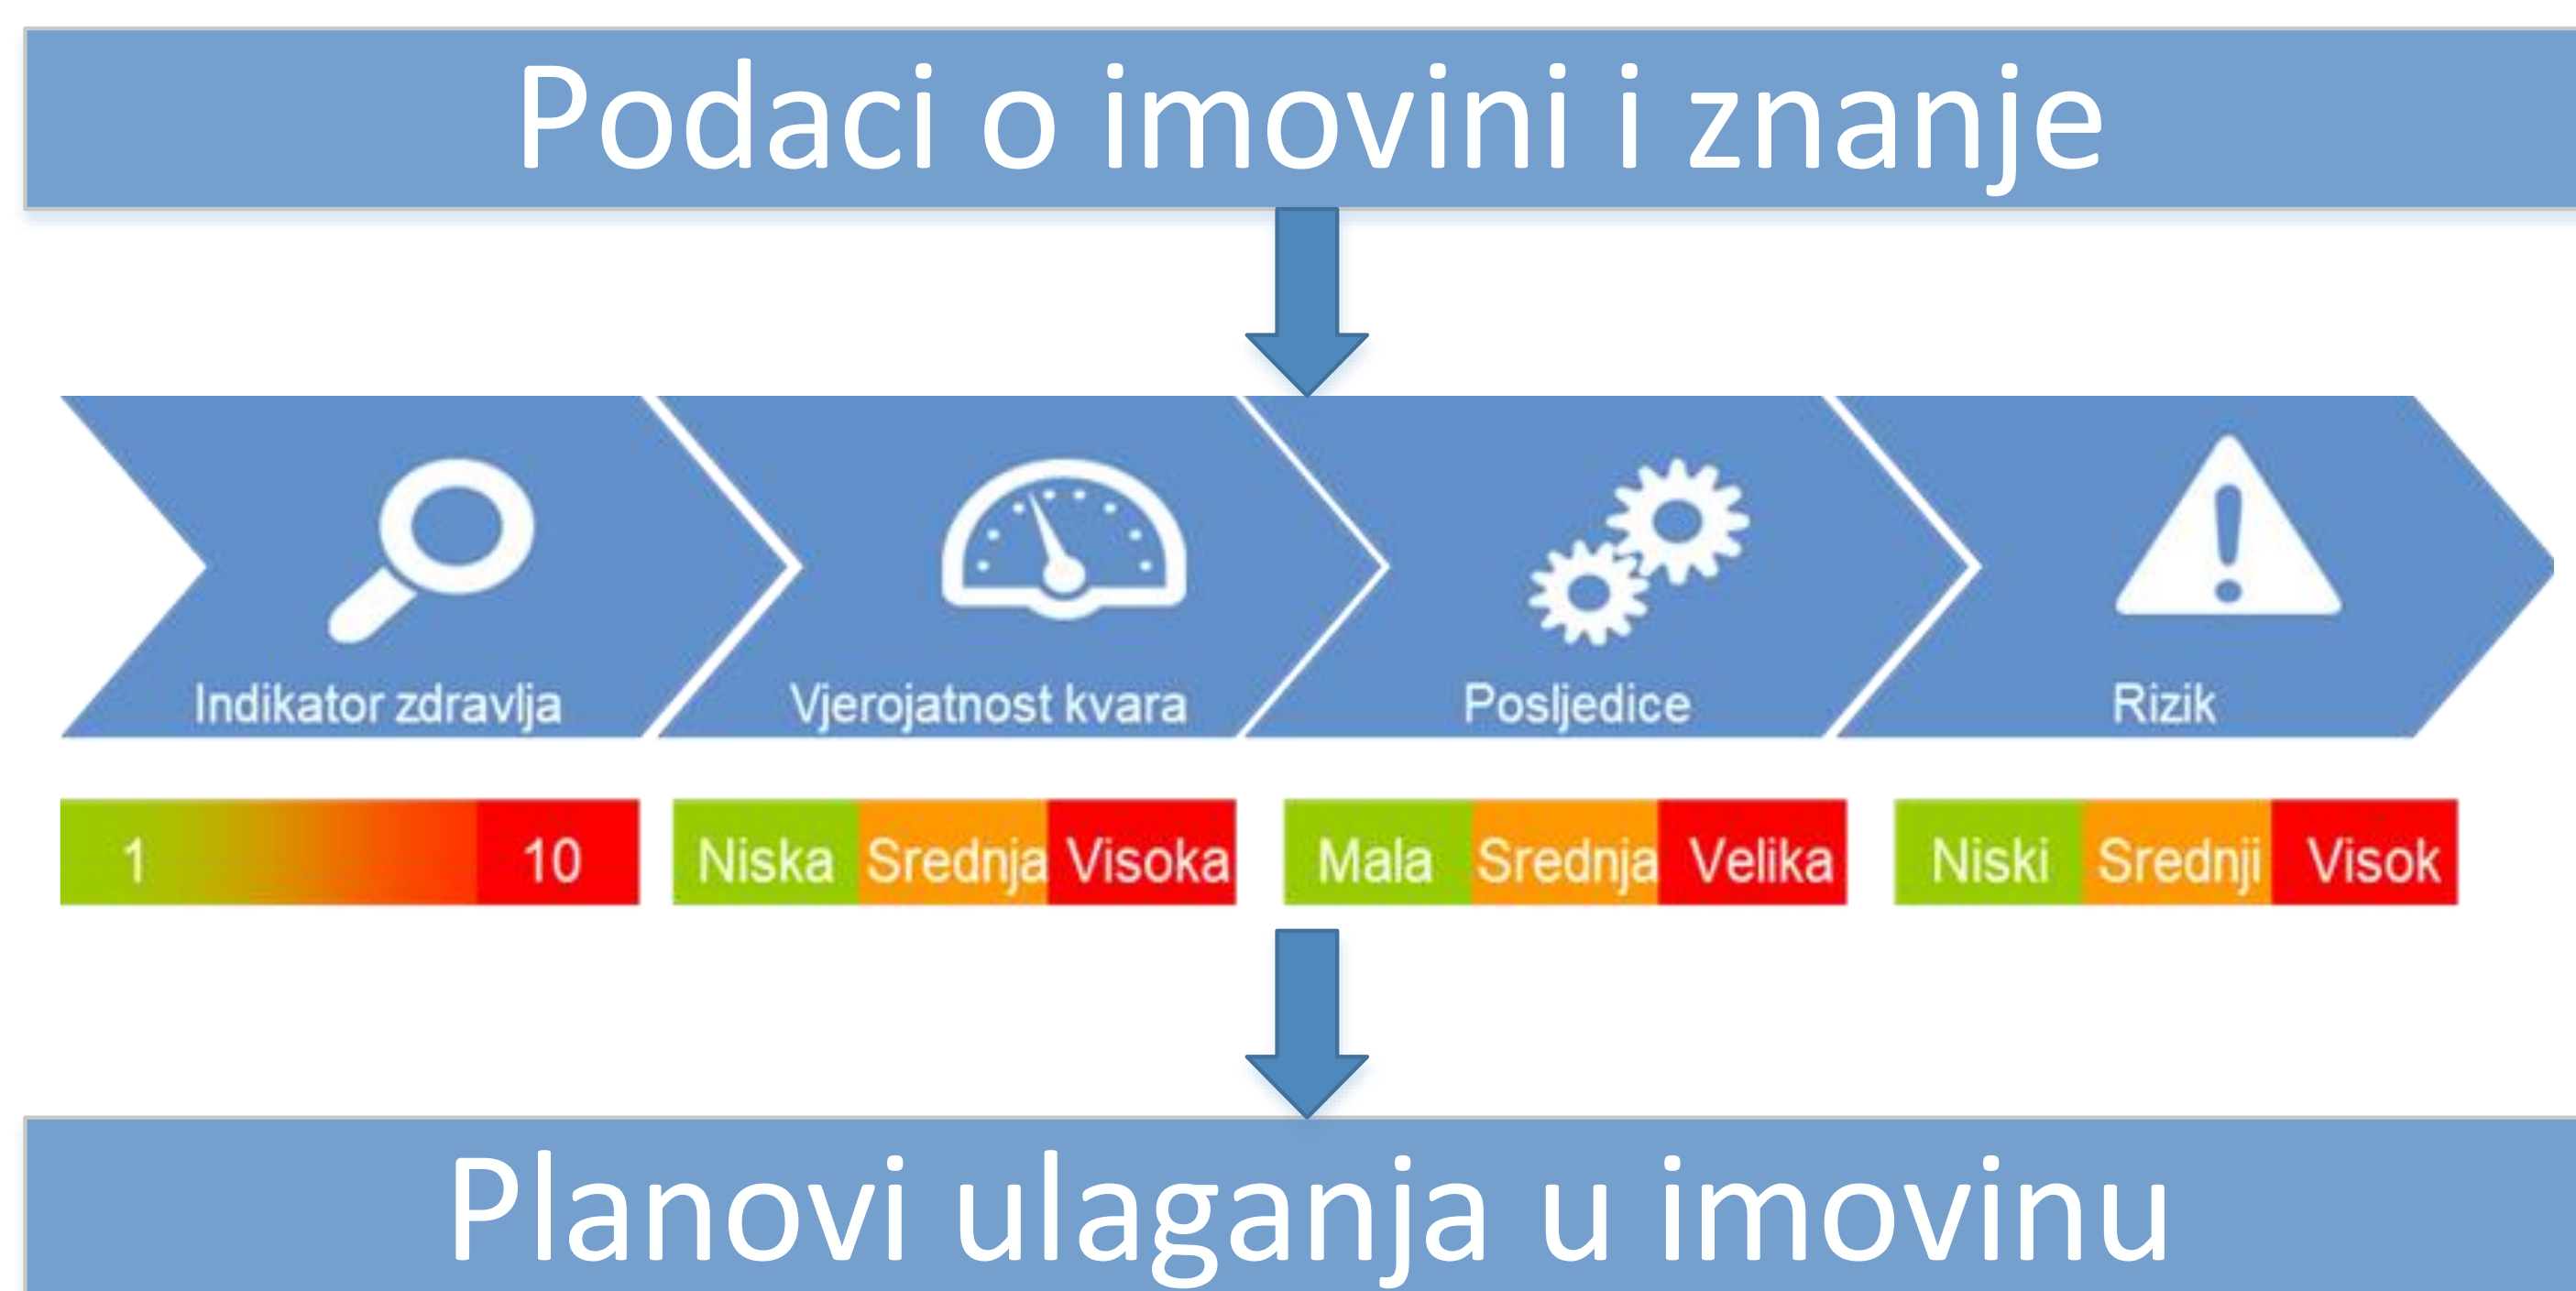 Podaci o imovini i znanje
Indikator zdravlja
Vjerojatnost kvara
Posljedice
Rizik
1 10
Niska Srednja Visoka
Mala Srednja Velika
Niski Srednji Visok
Planovi ulaganja u imovinu